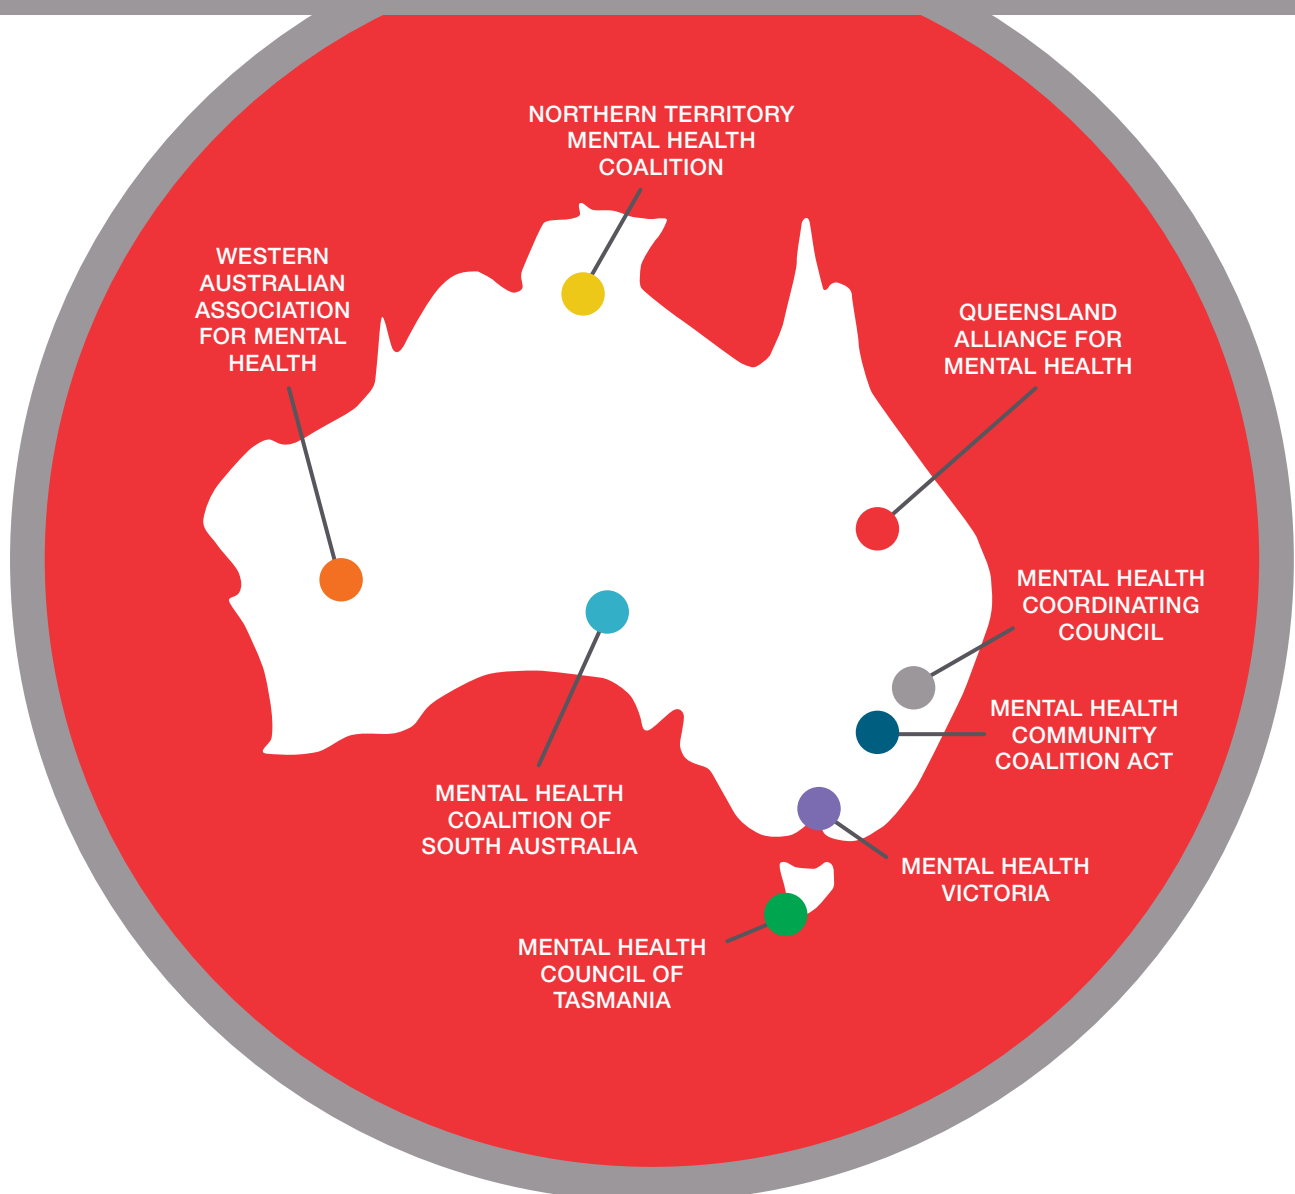 NORTHERN TERRITORY
MENTAL HEALTH
COALITION
WESTERN
AUSTRALIAN
ASSOCIATION
FOR MENTAL
HEALTH
QUEENSLAND
ALLIANCE FOR
MENTAL HEALTH
MENTAL HEALTH
COORDINATING
COUNCIL
MENTAL HEALTH
COMMUNITY
COALITION ACT
MENTAL HEALTH
COALITION OF
SOUTH AUSTRALIA
MENTAL HEALTH
VICTORIA
MENTAL HEALTH
COUNCIL OF
TASMANIA